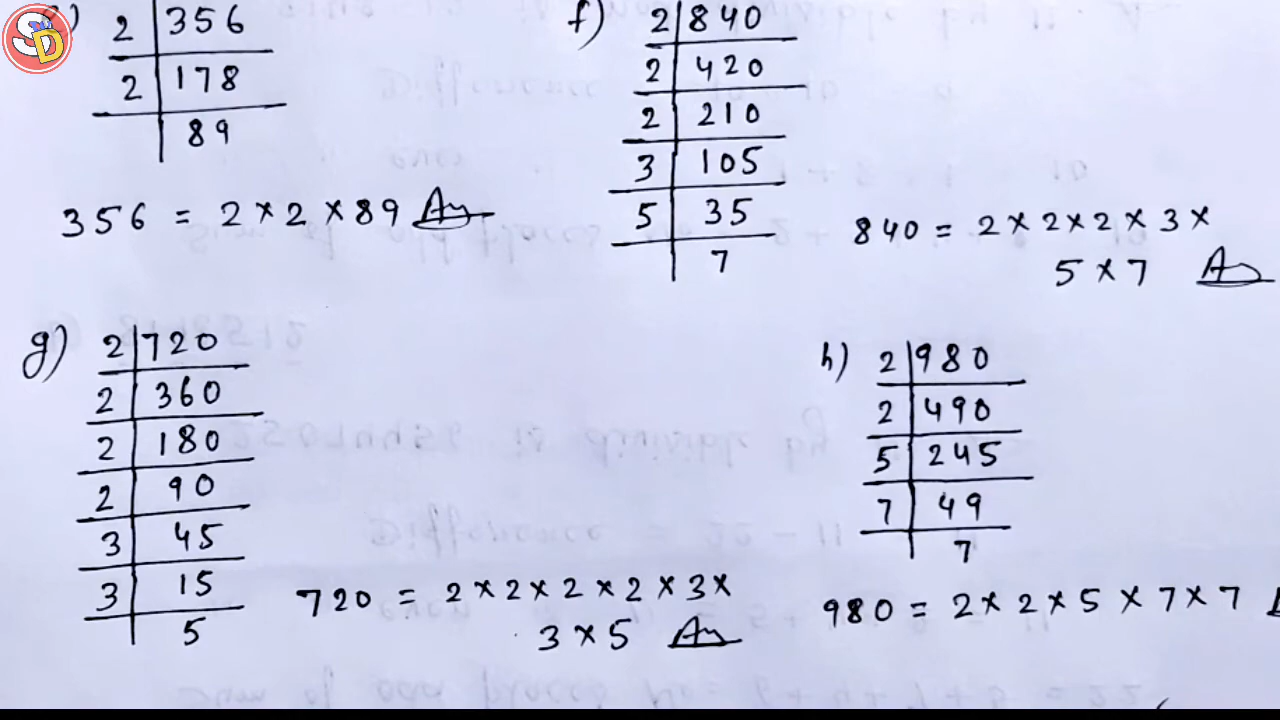 SD
2 | 356
2 | 178
89
356 = 2 × 2 × 89 Ans
f) 2 | 840
2 | 420
2 | 210
3 | 105
5 | 35
7
840 = 2 × 2 × 2 × 3 ×
5 × 7 Ans
g) 2 | 720
2 | 360
2 | 180
2 | 90
3 | 45
3 | 15
5
720 = 2 × 2 × 2 × 2 × 3 ×
3 × 5 Ans
h) 2 | 980
2 | 490
5 | 245
7 | 49
7
980 = 2 × 2 × 5 × 7 × 7